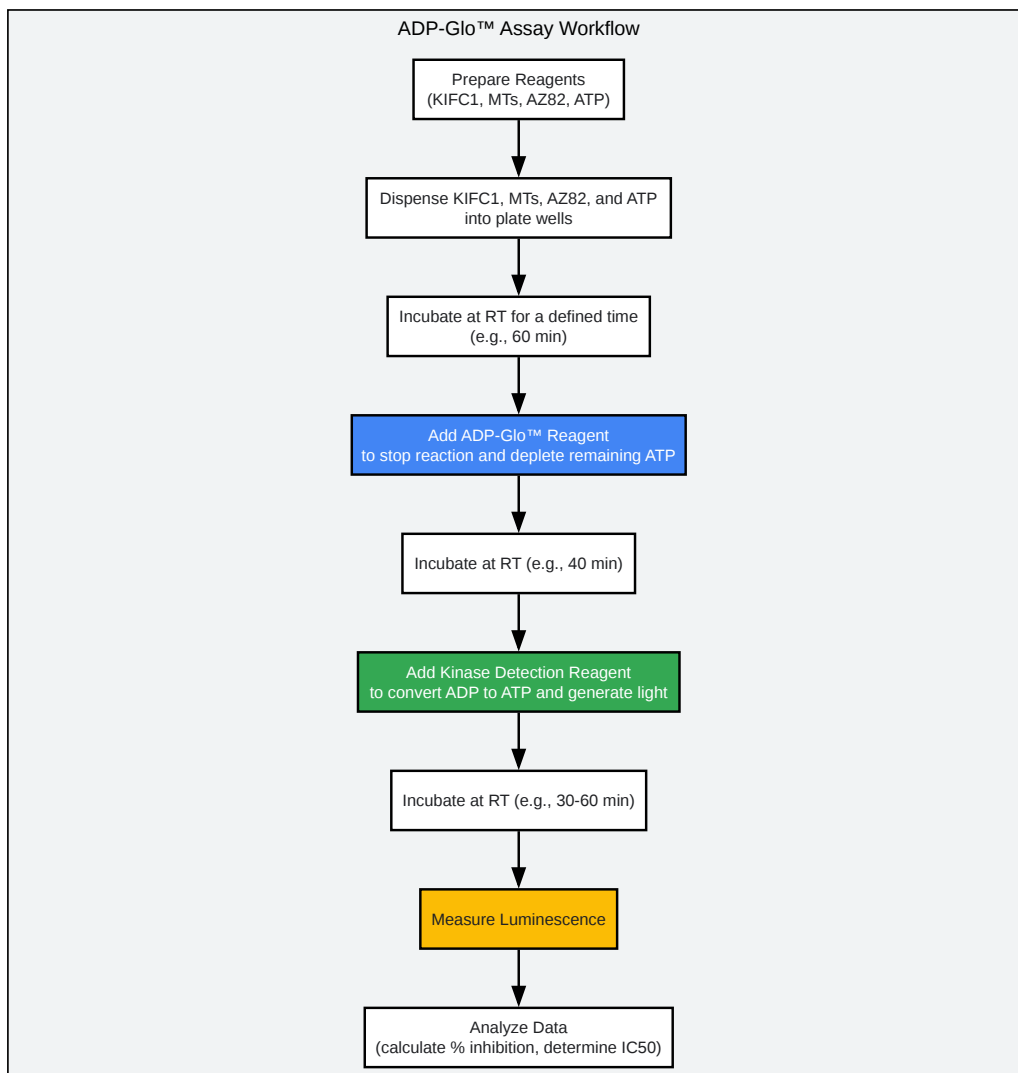 ADP-Glo™ Assay Workflow
Prepare Reagents
(KIFC1, MTs, AZ82, ATP)
Dispense KIFC1, MTs, AZ82, and ATP
into plate wells
Incubate at RT for a defined time
(e.g., 60 min)
Add ADP-Glo™ Reagent
to stop reaction and deplete remaining ATP
Incubate at RT (e.g., 40 min)
Add Kinase Detection Reagent
to convert ADP to ATP and generate light
Incubate at RT (e.g., 30-60 min)
Measure Luminescence
Analyze Data
(calculate % inhibition, determine IC50)